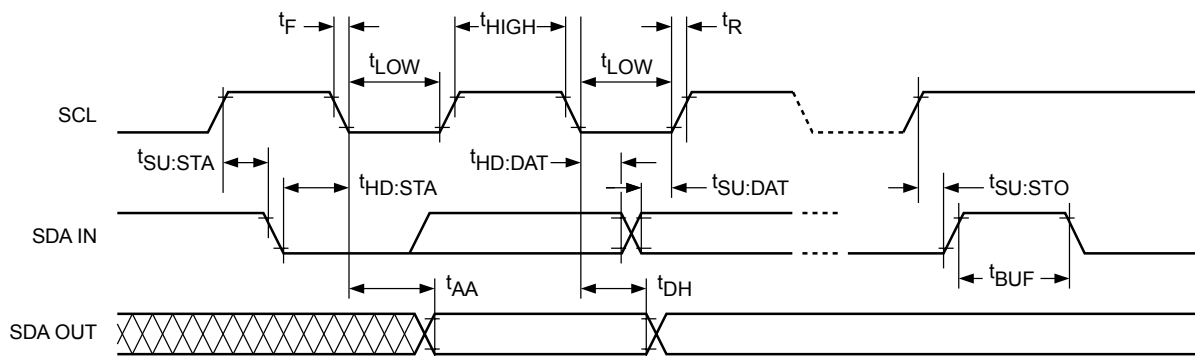 tF
tHIGH
tR
tLOW
tLOW
SCL
tSU:STA
tHD:STA
tHD:DAT
tSU:DAT
tSU:STO
SDA IN
tBUF
tAA
tDH
SDA OUT